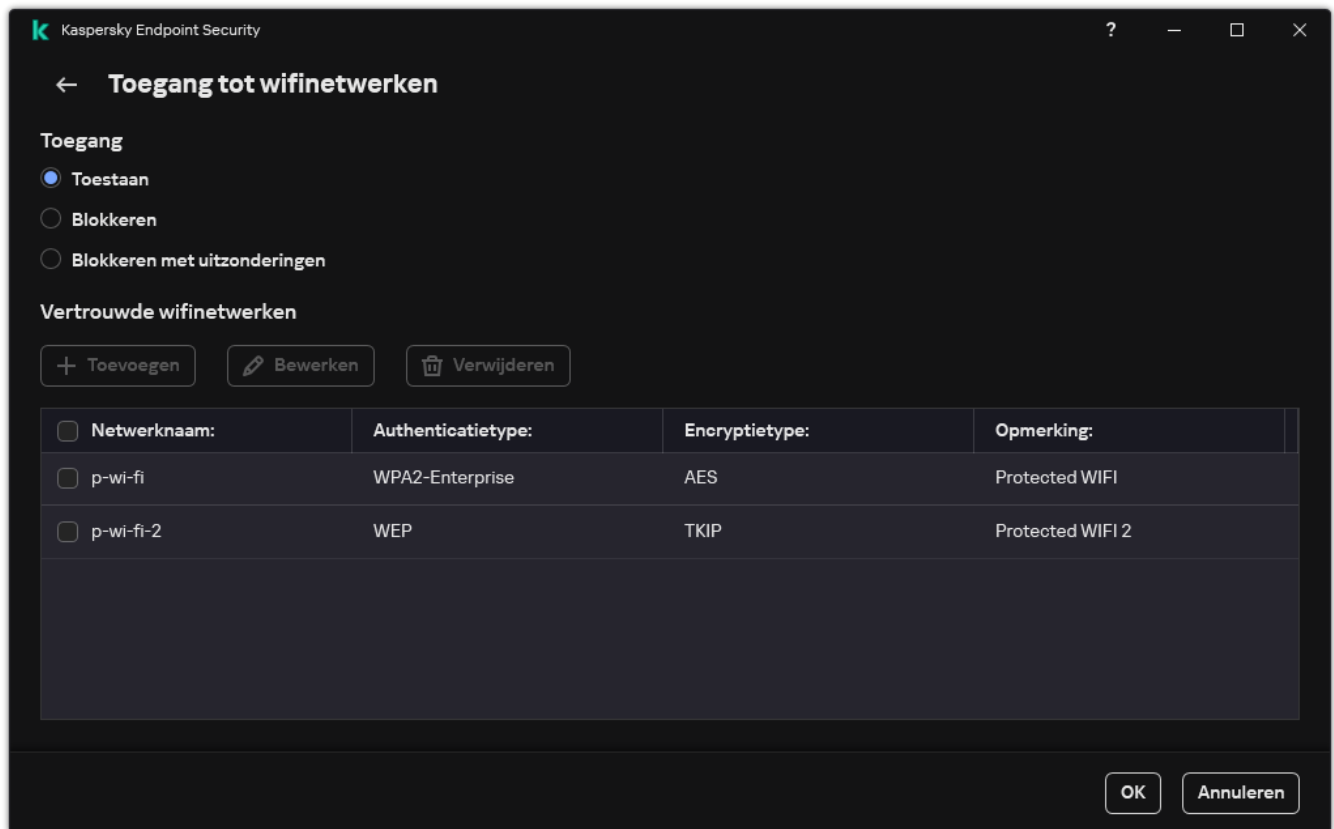 Kaspersky Endpoint Security ?
Toegang tot wifinetwerken
Toegang
Toestaan
Blokkeren
Blokkeren met uitzonderingen
Vertrouwde wifinetwerken
Toevoegen Bewerken Verwijderen
Netwerknaam: Authenticatietype: Encryptietype: Opmerking:
p-wi-fi WPA2-Enterprise AES Protected WIFI
p-wi-fi-2 WEP TKIP Protected WIFI 2
OK Annuleren